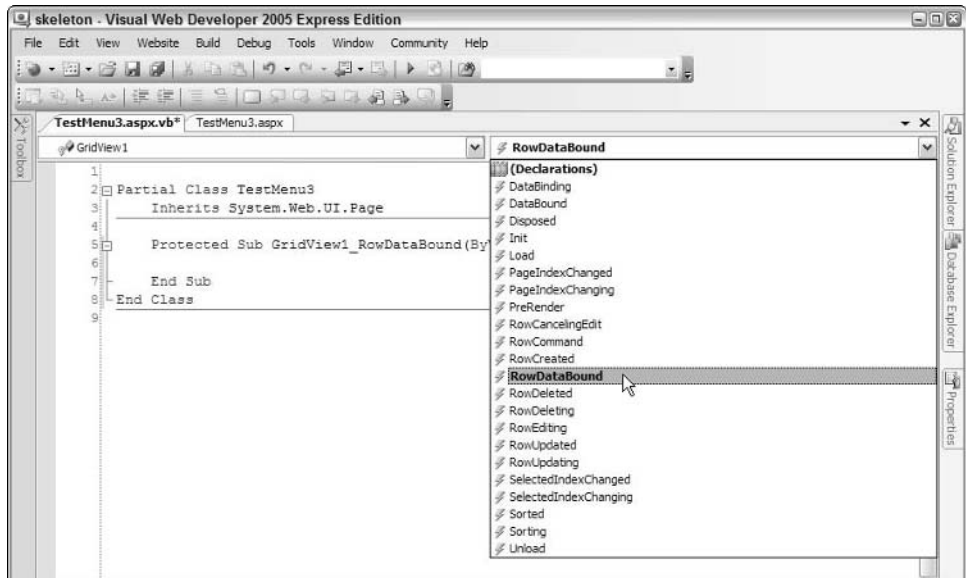 skeleton - Visual Web Developer 2005 Express Edition
File Edit View Website Build Debug Tools Window Community Help
TestMenu3.aspx.vb* TestMenu3.aspx
Toolbox
GridView1
RowDataBound
1
2 Partial Class TestMenu3
3 Inherits System.Web.UI.Page
4
5 Protected Sub GridView1_RowDataBound(By
6
7 End Sub
8 End Class
9
(Declarations)
DataBinding
DataBound
Disposed
Init
Load
PageIndexChanged
PageIndexChanging
PreRender
RowCancelingEdit
RowCommand
RowCreated
RowDataBound
RowDeleted
RowDeleting
RowEditing
RowUpdated
RowUpdating
SelectedIndexChanged
SelectedIndexChanging
Sorted
Sorting
Unload
Solution Explorer
Database Explorer
Properties